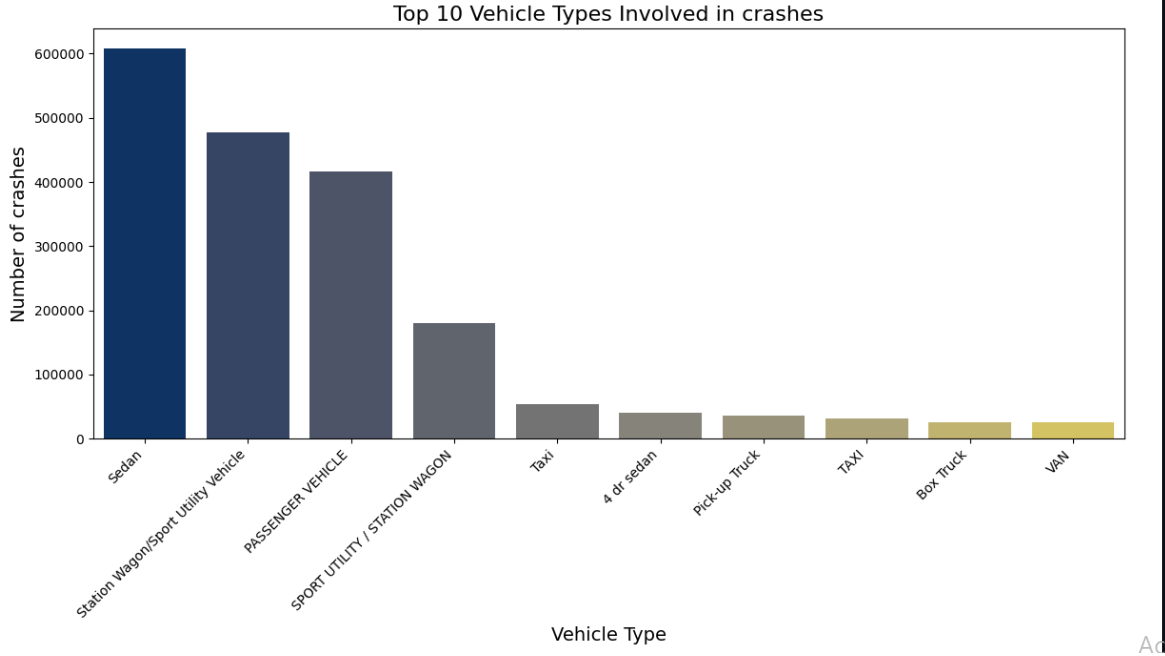 Top 10 Vehicle Types Involved in crashes
Number of crashes
600000
500000
400000
300000
200000
100000
0
Sedan
Station Wagon/Sport Utility Vehicle
PASSENGER VEHICLE
SPORT UTILITY / STATION WAGON
Taxi
4 dr sedan
Pick-up Truck
TAXI
Box Truck
VAN
Vehicle Type